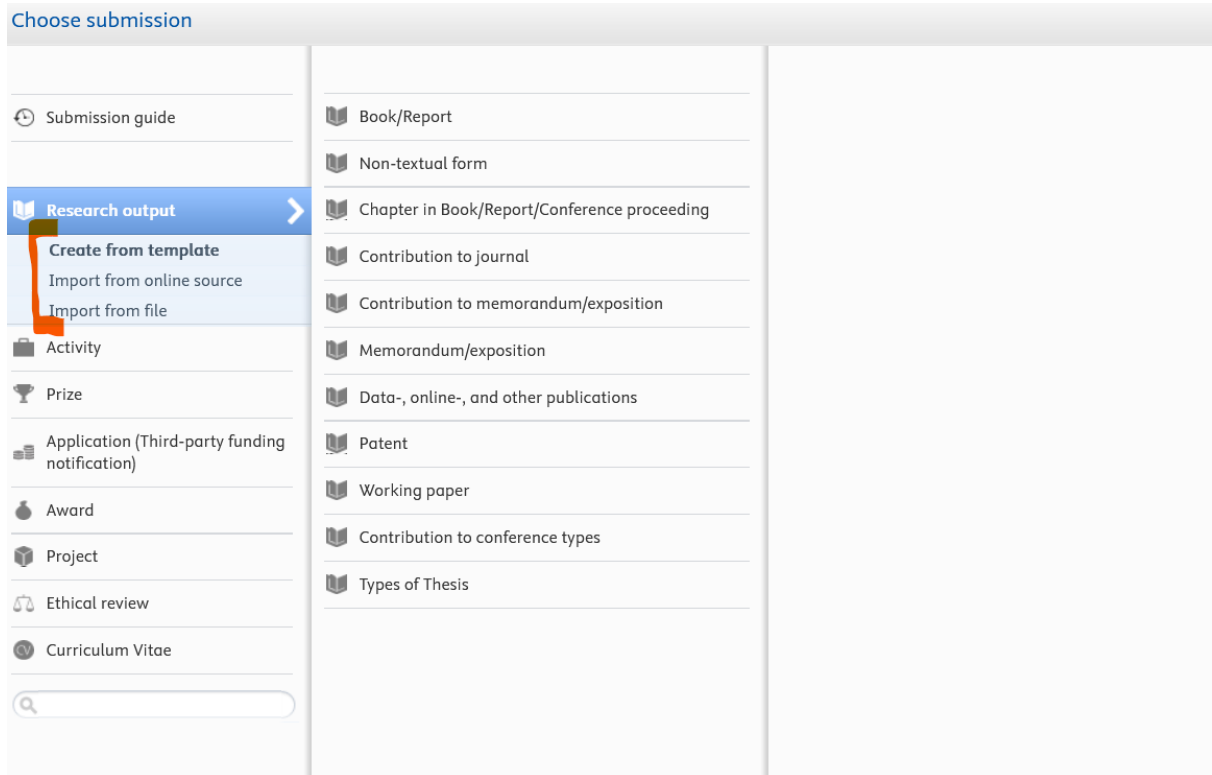 Choose submission
Submission guide
Research output
Create from template
Import from online source
Import from file
Activity
Prize
Application (Third-party funding
notification)
Award
Project
Ethical review
CV
Curriculum Vitae
Book/Report
Non-textual form
Chapter in Book/Report/Conference proceeding
Contribution to journal
Contribution to memorandum/exposition
Memorandum/exposition
Data-, online-, and other publications
Patent
Working paper
Contribution to conference types
Types of Thesis